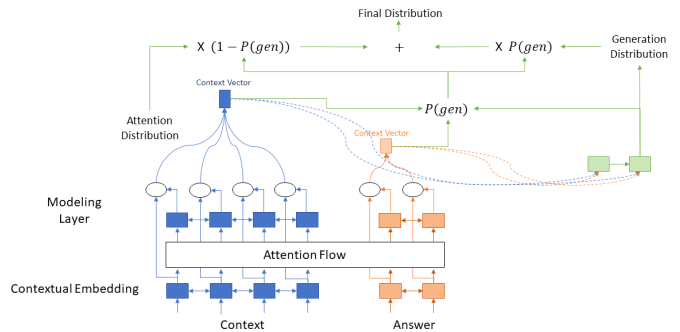 Final Distribution
X (1 − P(gen))
+
X P(gen)
Generation
Distribution
Context Vector
Attention
Distribution
P(gen)
Context Vector
Modeling
Layer
Attention Flow
Contextual Embedding
Context
Answer